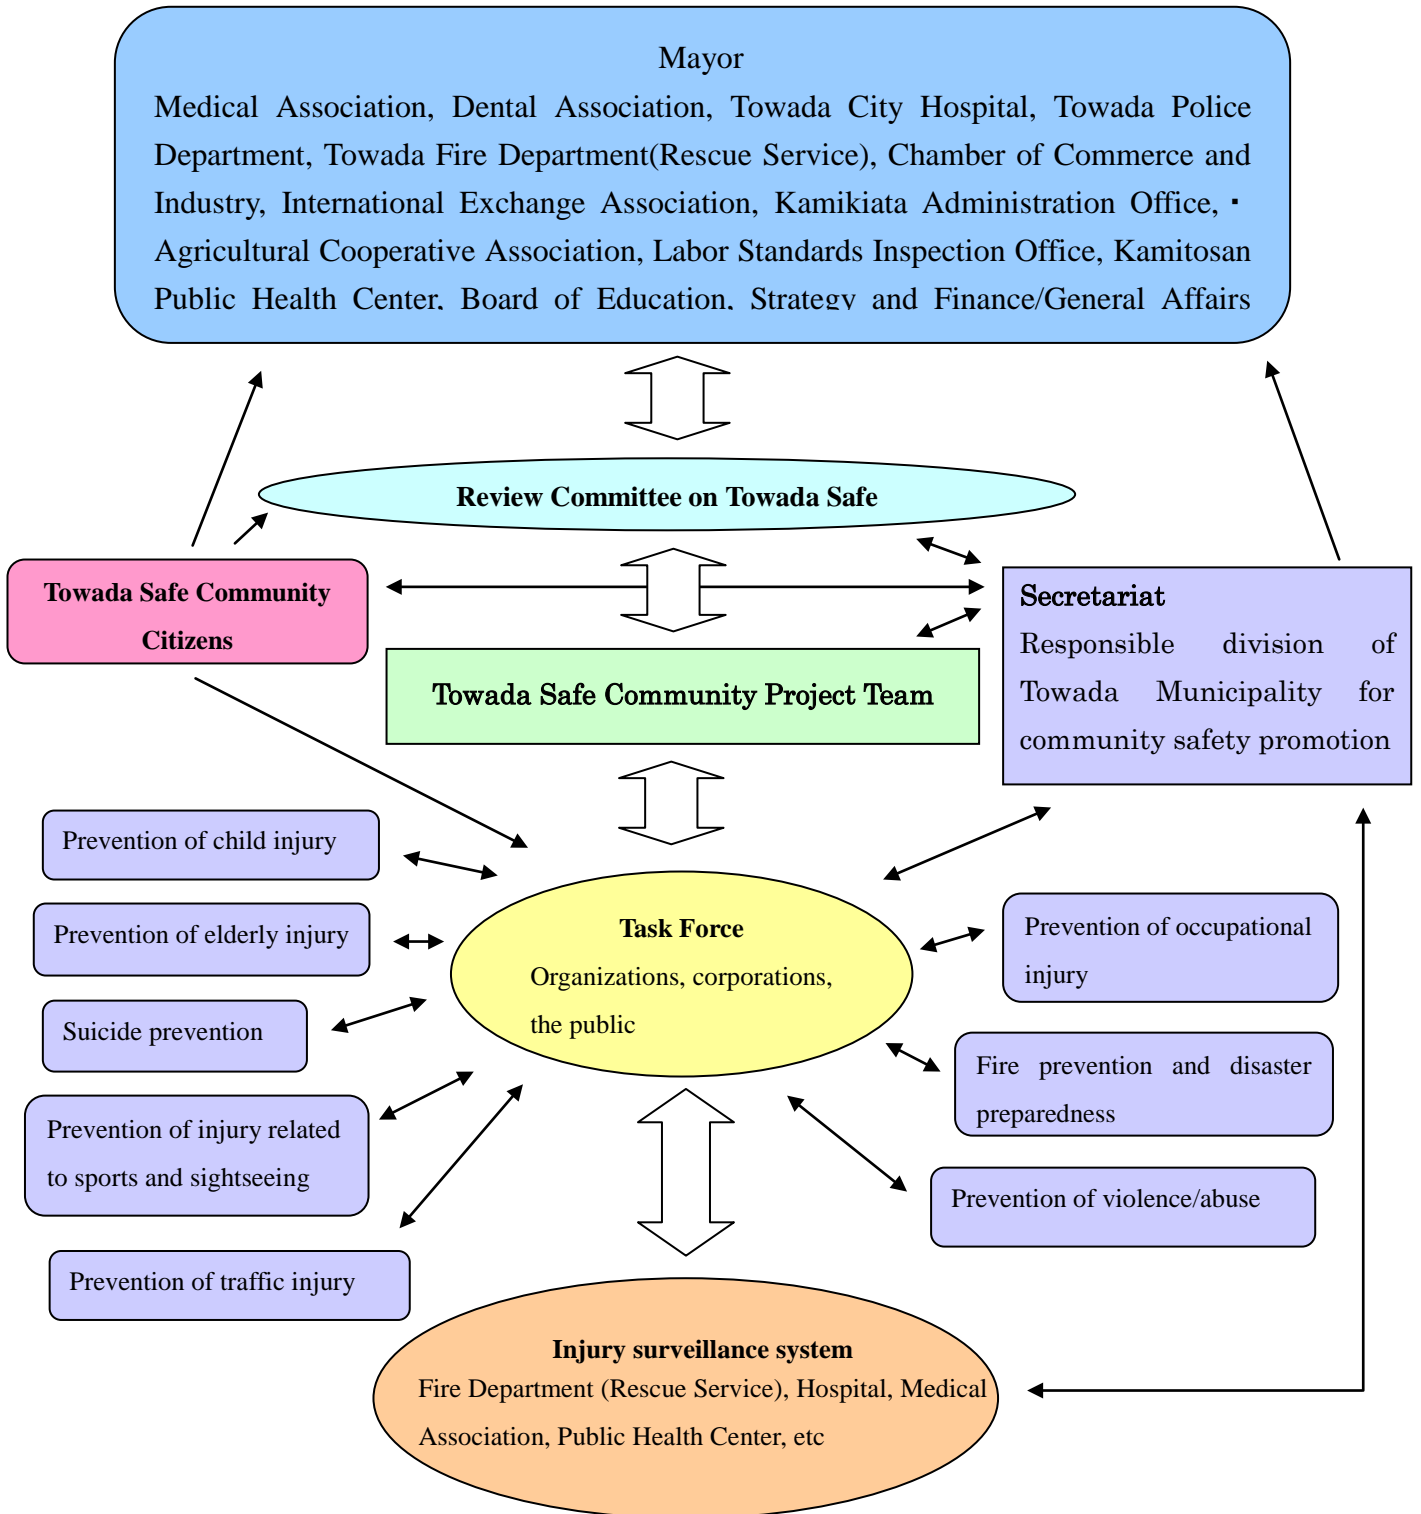 Mayor
Medical Association, Dental Association, Towada City Hospital, Towada Police
Department, Towada Fire Department(Rescue Service), Chamber of Commerce and
Industry, International Exchange Association, Kamikiata Administration Office,・
Agricultural Cooperative Association, Labor Standards Inspection Office, Kamitosan
Public Health Center, Board of Education, Strategy and Finance/General Affairs
Review Committee on Towada Safe
Towada Safe Community
Citizens
Secretariat
Responsible division of
Towada Municipality for
community safety promotion
Towada Safe Community Project Team
Prevention of child injury
Prevention of elderly injury
Suicide prevention
Prevention of injury related
to sports and sightseeing
Prevention of traffic injury
Task Force
Organizations, corporations,
the public
Prevention of occupational
injury
Fire prevention and disaster
preparedness
Prevention of violence/abuse
Injury surveillance system
Fire Department (Rescue Service), Hospital, Medical
Association, Public Health Center, etc